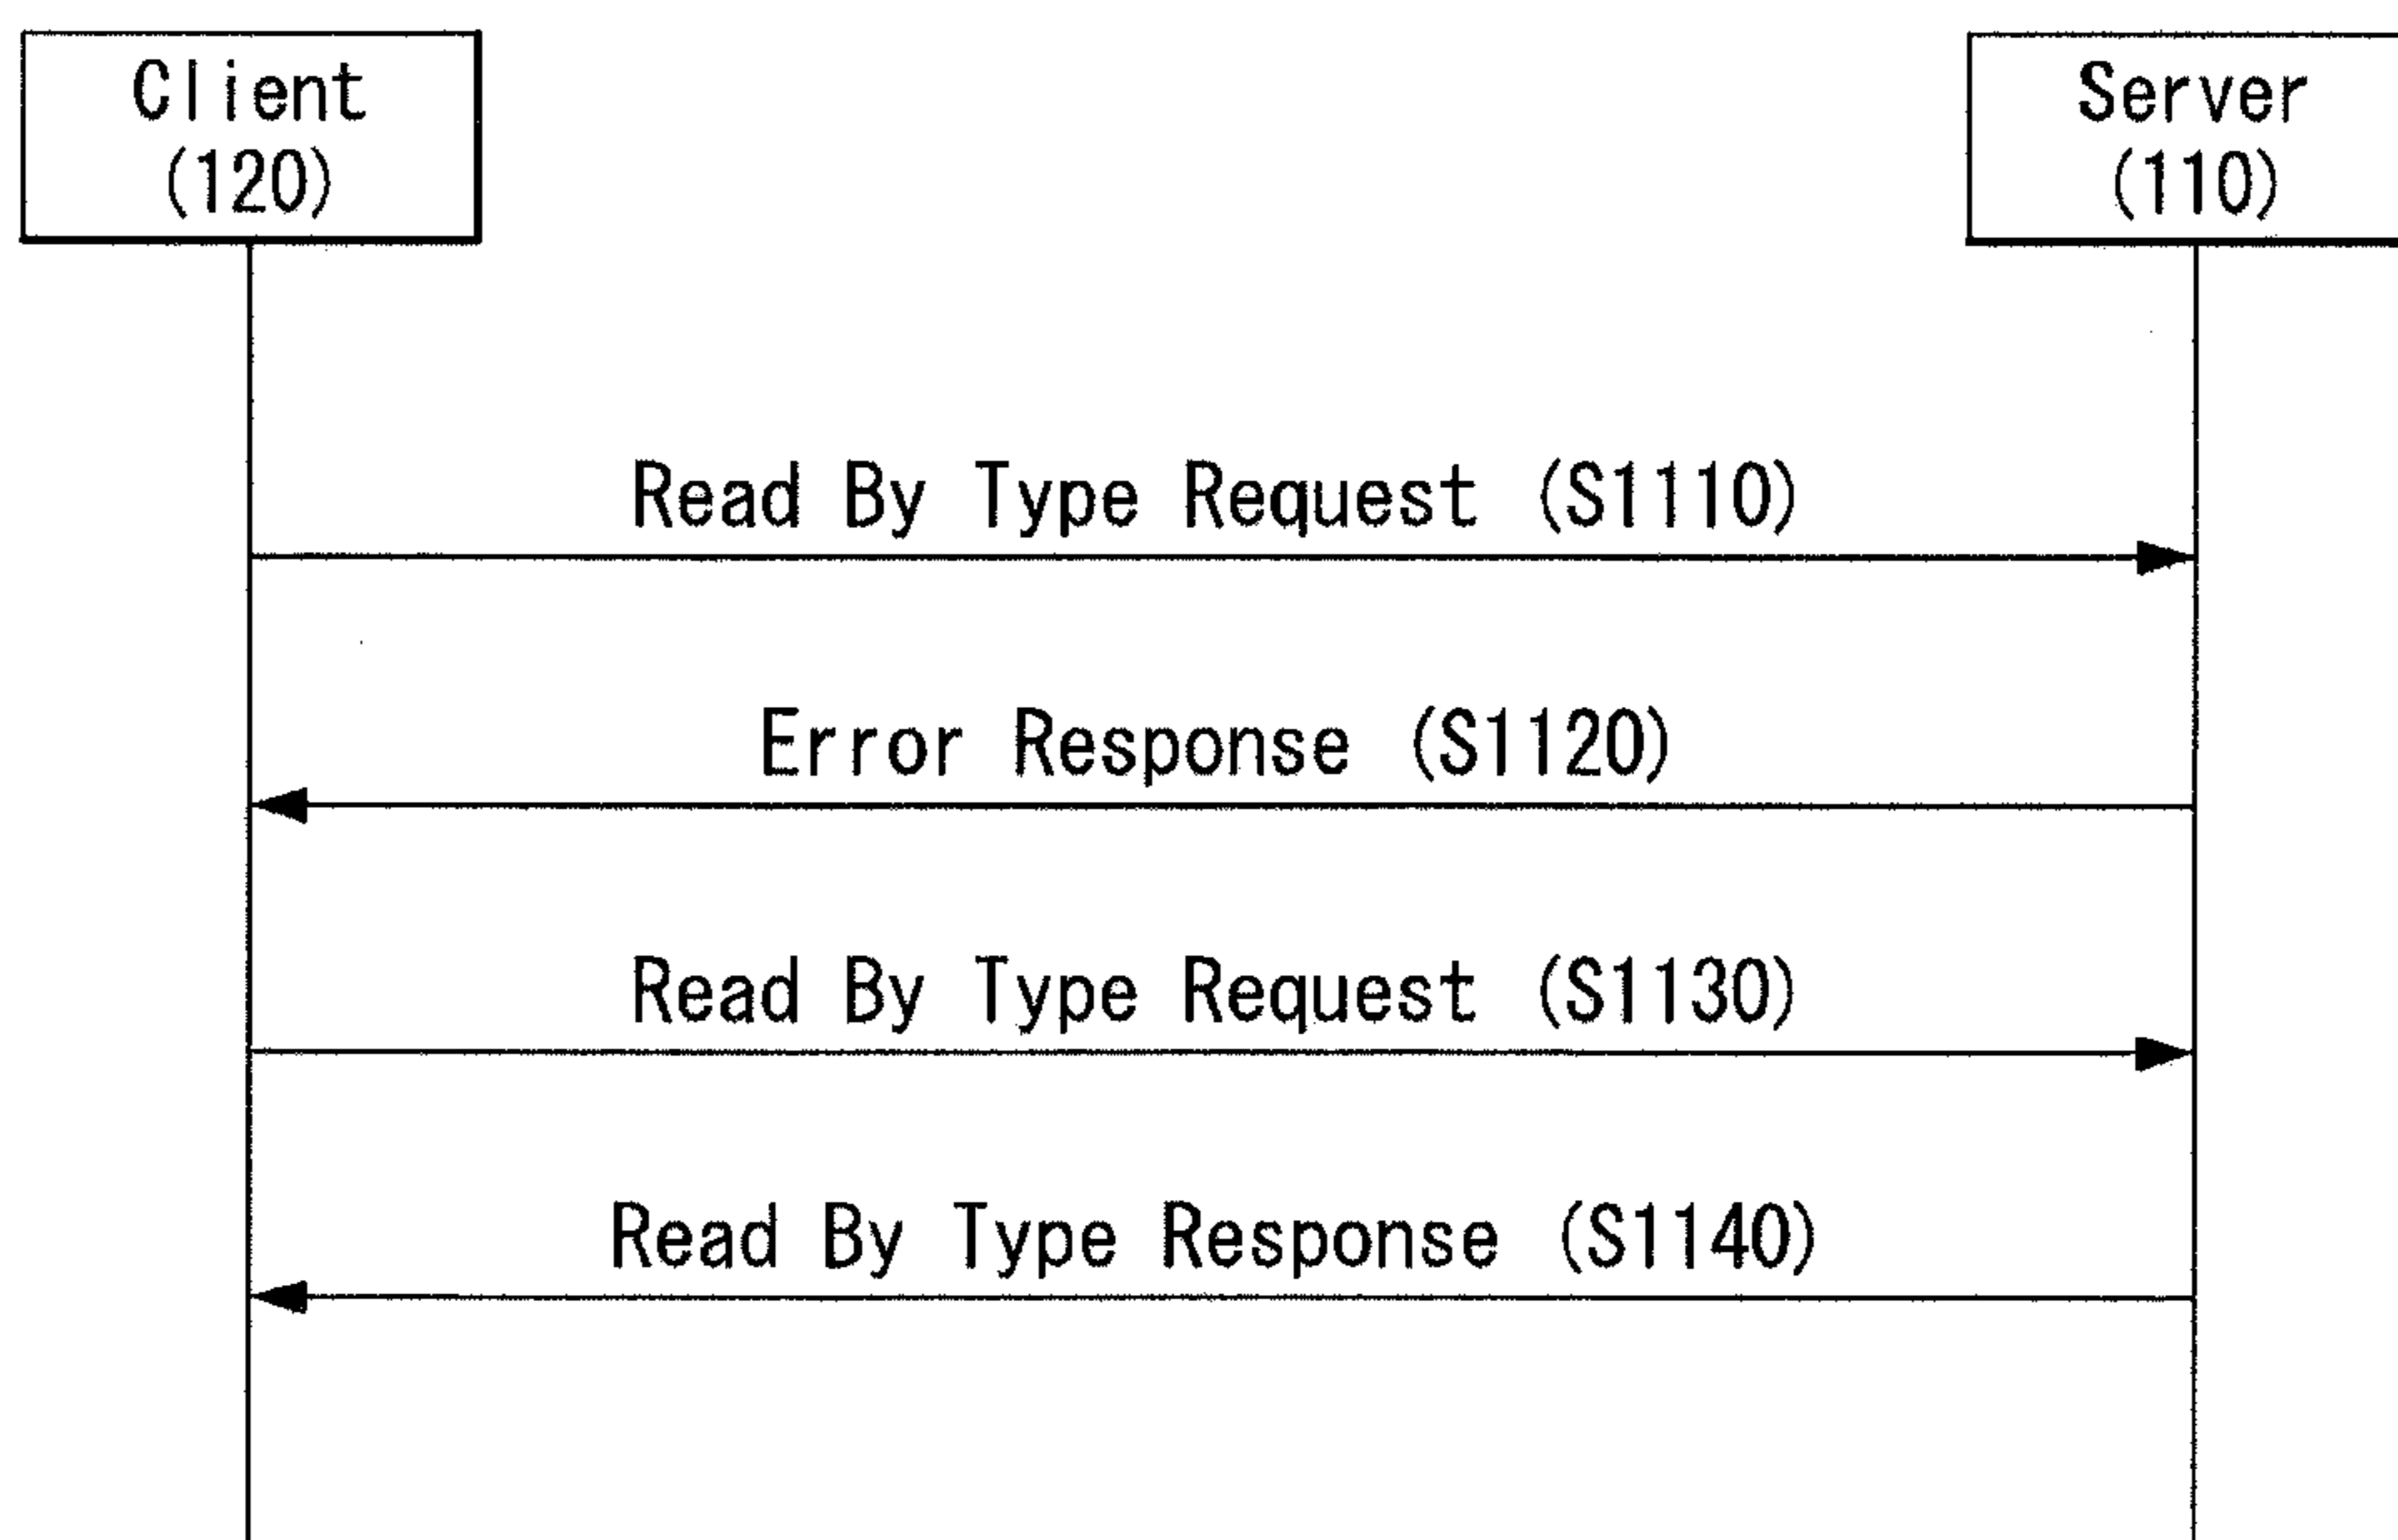 Client
(120)
Server
(110)
Read By Type Request (S1110)
Error Response (S1120)
Read By Type Request (S1130)
Read By Type Response (S1140)